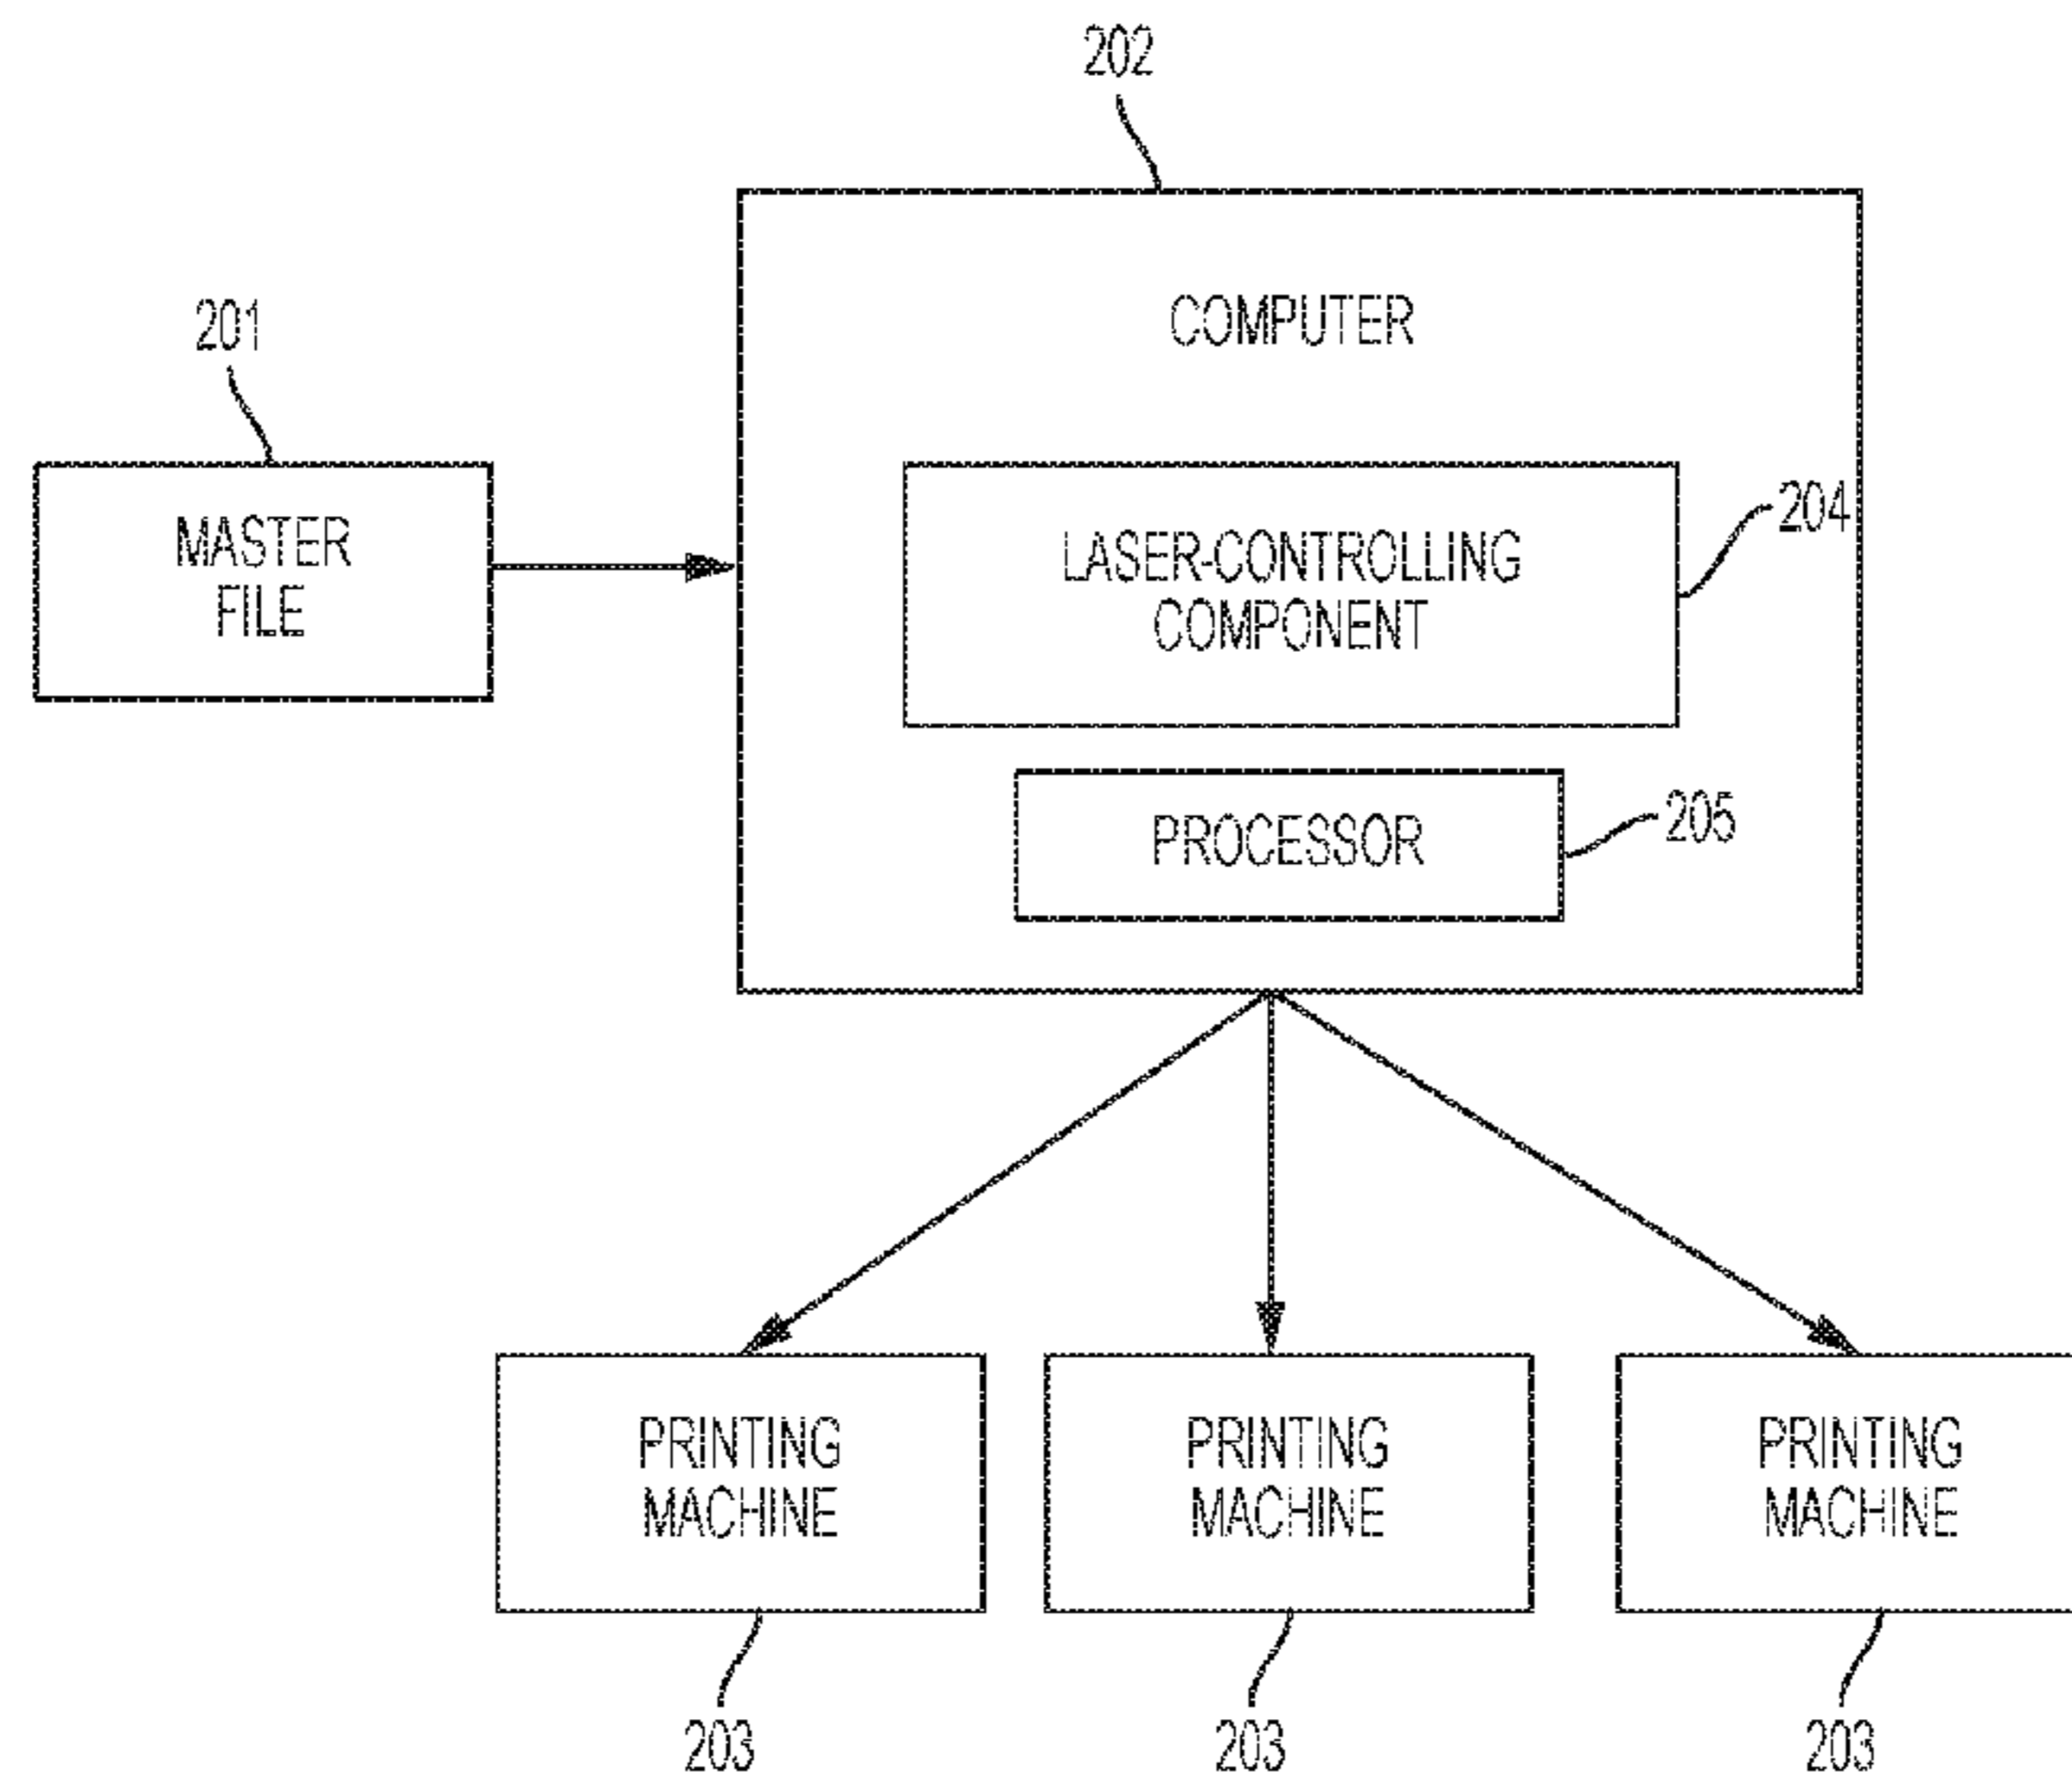 202
COMPUTER
201
MASTER
FILE
LASER-CONTROLLING
COMPONENT
204
PROCESSOR
205
PRINTING
MACHINE
PRINTING
MACHINE
PRINTING
MACHINE
203
203
203